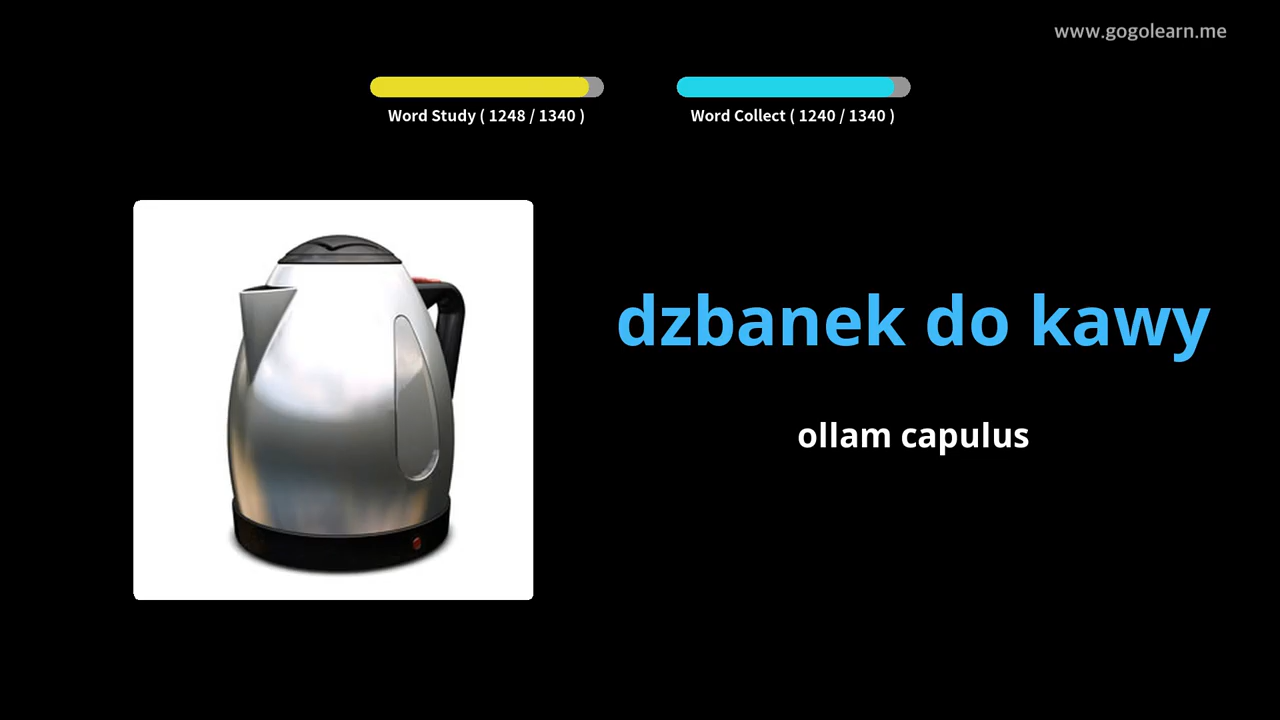 www.gogolearn.me
Word Study ( 1248 / 1340 )
Word Collect ( 1240 / 1340 )
dzbanek do kawy
ollam capulus